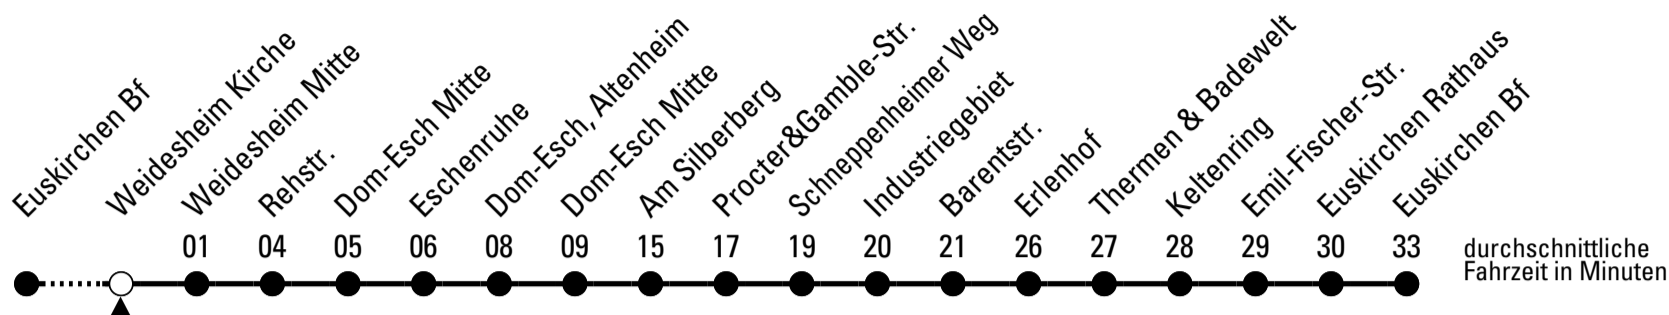 Euskirchen Bf
Weidesheim Kirche
Weidesheim Mitte
Rehstr.
Dom-Esch Mitte
Eschenruhe
Dom-Esch, Altenheim
Dom-Esch Mitte
Am Silberberg
Procter&Gamble-Str.
Schneppenheimer Weg
Industriegebiet
Barentstr.
Erlenhof
Thermen & Badewelt
Keltenring
Emil-Fischer-Str.
Euskirchen Rathaus
Euskirchen Bf
01 04 05 06 08 09 15 17 19 20 21 26 27 28 29 30 33
durchschnittliche
Fahrzeit in Minuten